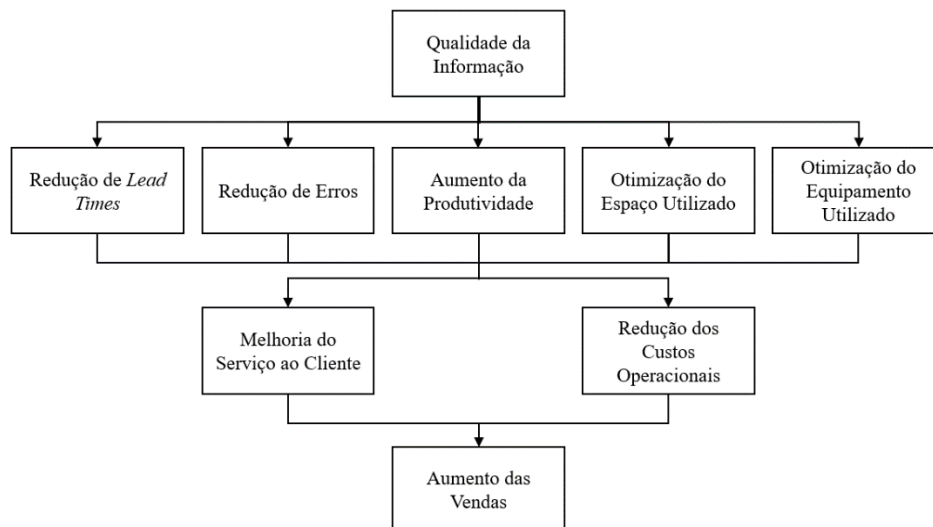 Qualidade da
Informação
Redução de Lead
Times
Redução de Erros
Aumento da
Produtividade
Otimização do
Espaço Utilizado
Otimização do
Equipamento
Utilizado
Melhoria do
Serviço ao Cliente
Redução dos
Custos
Operacionais
Aumento das
Vendas